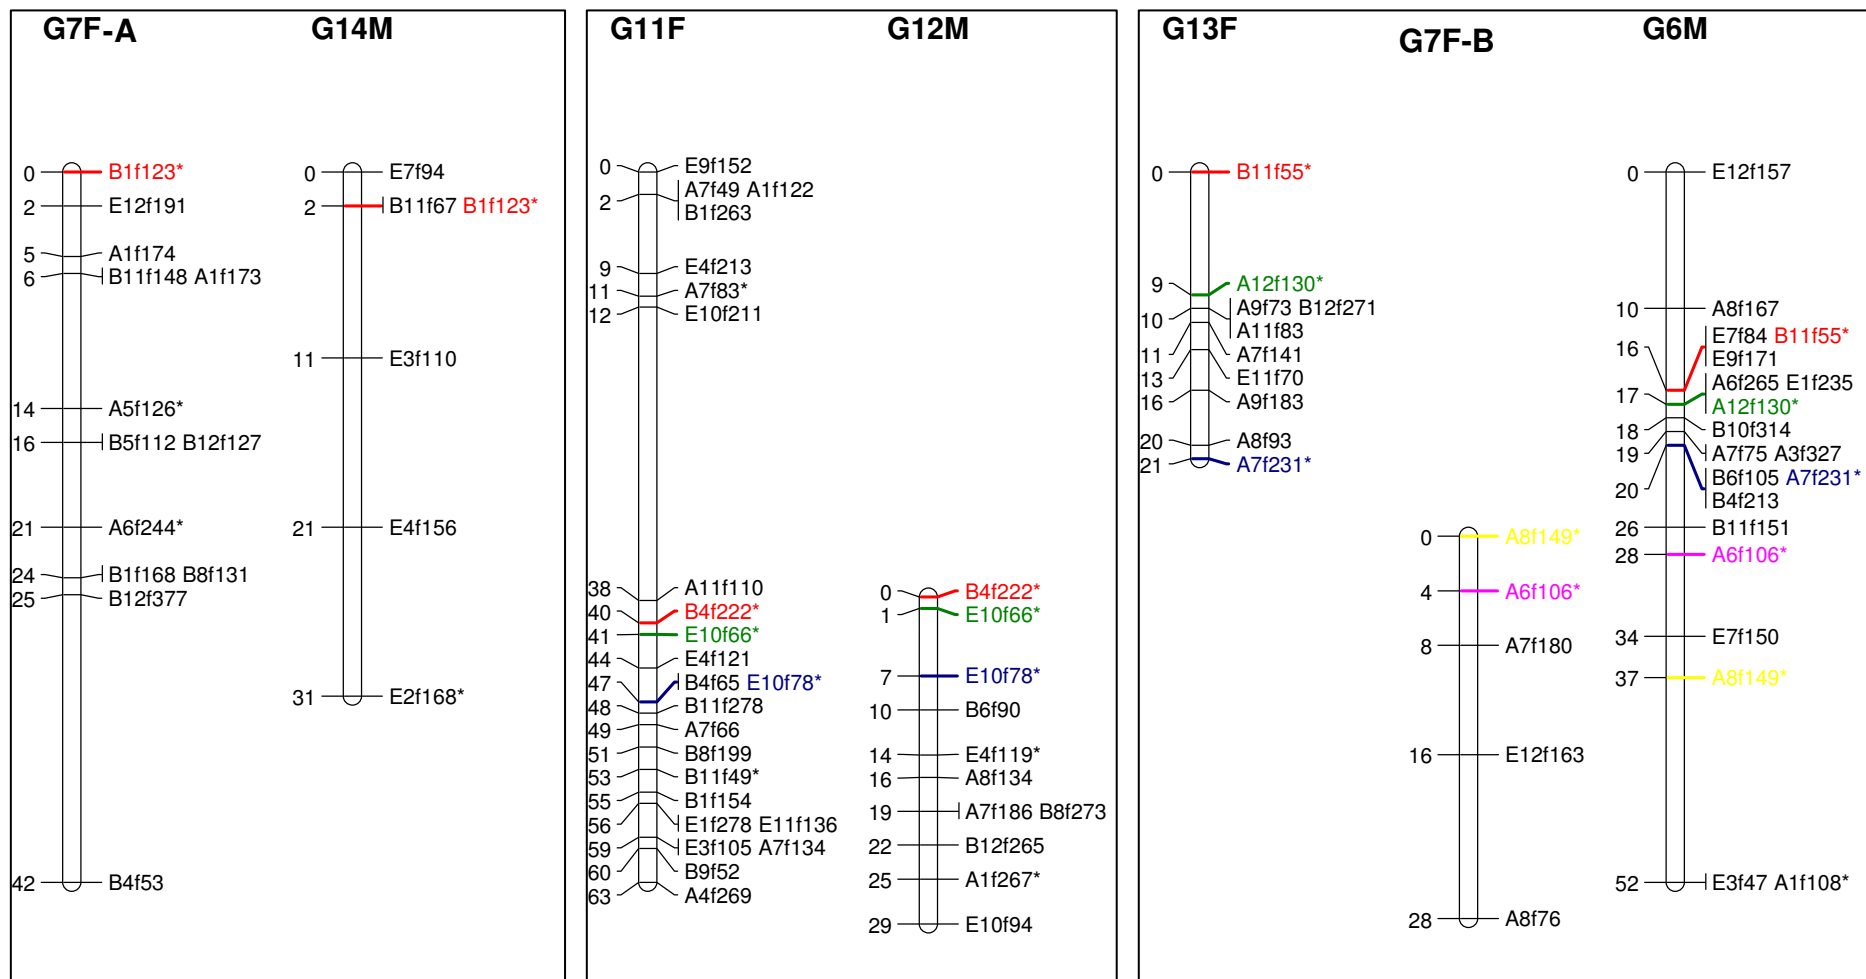 G7F-A
0 B1f123*
2 E12f191
5 A1f174
6 B11f148 A1f173
14 A5f126*
16 B5f112 B12f127
21 A6f244*
24 B1f168 B8f131
25 B12f377
42 B4f53
G14M
0 E7f94
2 B11f67 B1f123*
11 E3f110
21 E4f156
31 E2f168*
G11F
0 E9f152
2 A7f49 A1f122
B1f263
9 E4f213
11 A7f83*
12 E10f211
38 A11f110
40 B4f222*
41 E10f66*
44 E4f121
47 B4f65 E10f78*
48 B11f278
49 A7f66
51 B8f199
53 B11f49*
55 B1f154
56 E1f278 E11f136
59 E3f105 A7f134
60 B9f52
63 A4f269
G12M
0 B4f222*
1 E10f66*
7 E10f78*
10 B6f90
14 E4f119*
16 A8f134
19 A7f186 B8f273
22 B12f265
25 A1f267*
29 E10f94
G13F
0 B11f55*
9 A12f130*
10 A9f73 B12f271
A11f83
11 A7f141
13 E11f70
16 A9f183
20 A8f93
21 A7f231*
G7F-B
0 A8f149*
4 A6f106*
8 A7f180
16 E12f163
28 A8f76
G6M
0 E12f157
10 A8f167
16 E7f84 B11f55*
E9f171
17 A6f265 E1f235
A12f130*
18 B10f314
19 A7f75 A3f327
20 B6f105 A7f231*
B4f213
26 B11f151
28 A6f106*
34 E7f150
37 A8f149*
52 E3f47 A1f108*